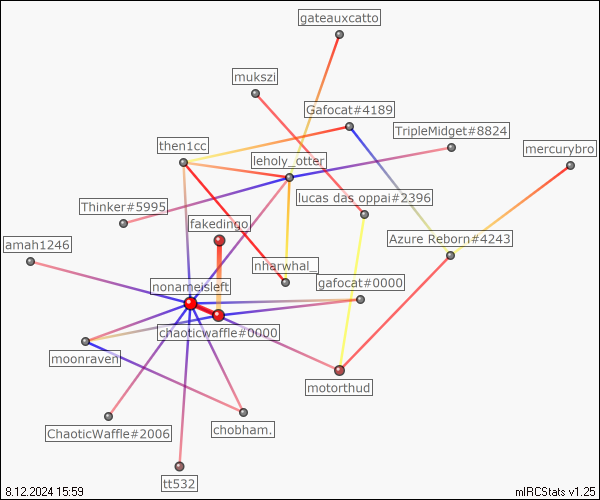 gateauxcatto
mukszi
Gafocat#4189
TripleMidget#8824
then1cc
mercurybro
leholy_otter
lucas das oppai#2396
Thinker#5995
fakedingo
Azure Reborn#4243
amah1246
nharwhal_
gafocat#0000
nonameisleft
chaoticwaffle#0000
moonraven
motorthud
ChaoticWaffle#2006
chobham.
tt532
8.12.2024 15:59
mIRCStats v1.25